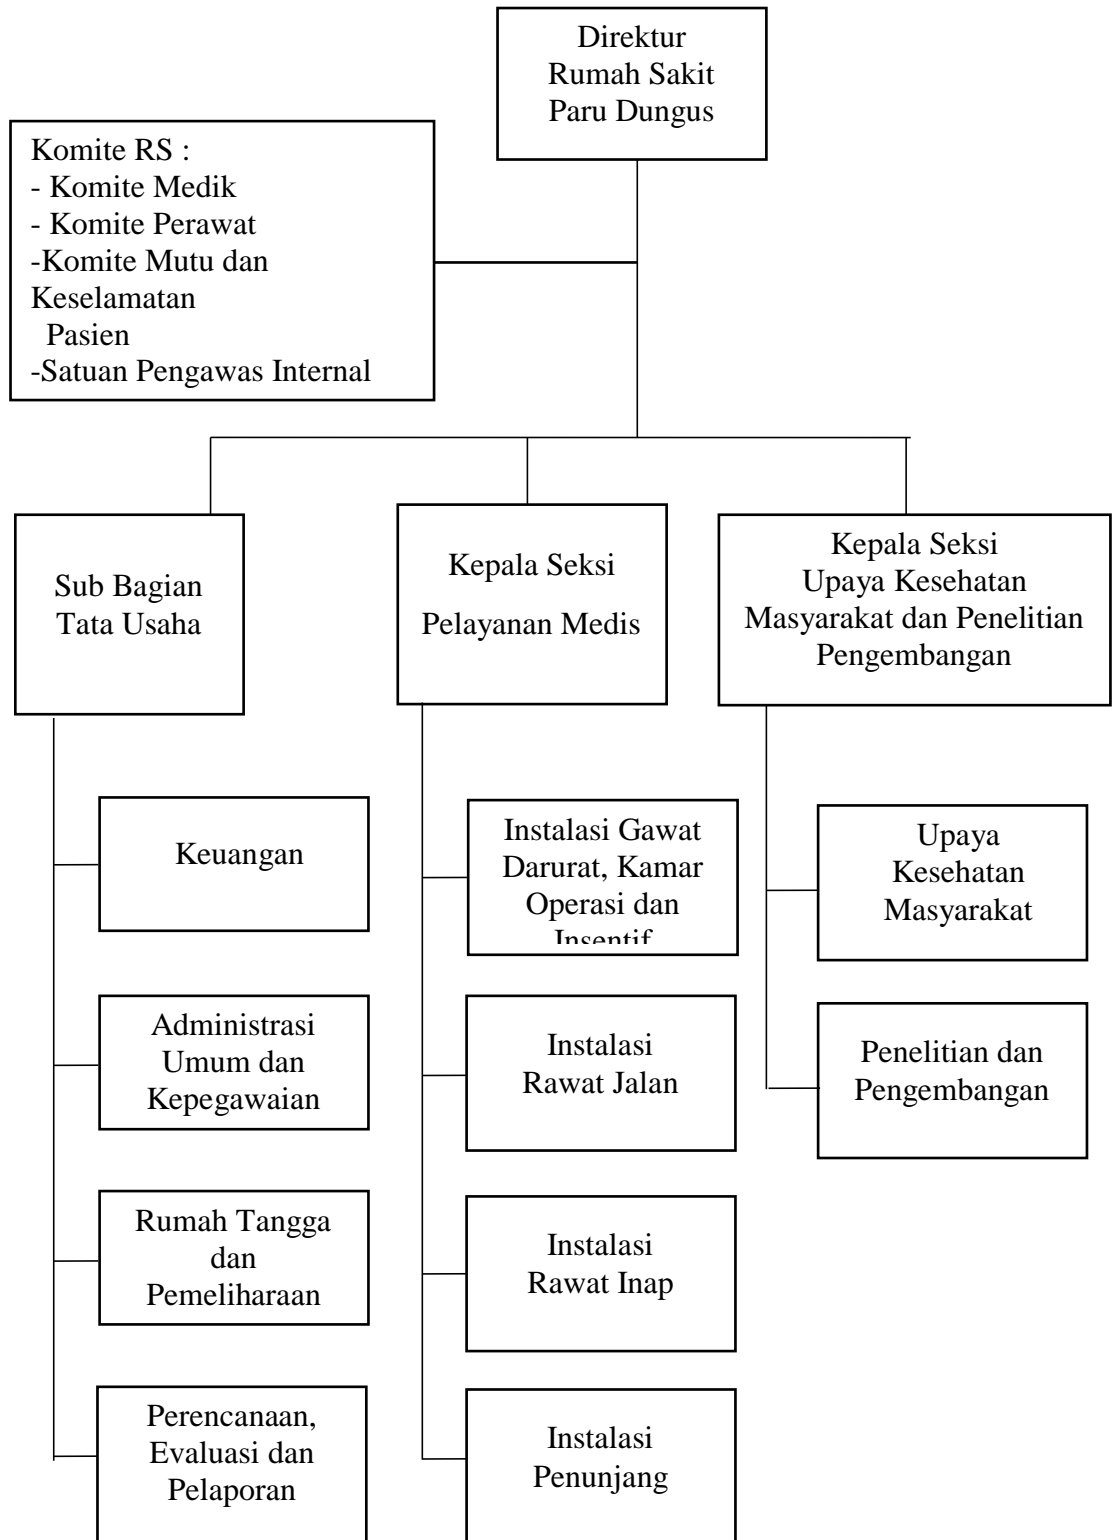 Direktur
Rumah Sakit
Paru Dungus
Komite RS :
- Komite Medik
- Komite Perawat
-Komite Mutu dan
Keselamatan
Pasien
-Satuan Pengawas Internal
Sub Bagian
Tata Usaha
Kepala Seksi
Pelayanan Medis
Kepala Seksi
Upaya Kesehatan
Masyarakat dan Penelitian
Pengembangan
Keuangan
Administrasi
Umum dan
Kepegawaian
Rumah Tangga
dan
Pemeliharaan
Perencanaan,
Evaluasi dan
Pelaporan
Instalasi Gawat
Darurat, Kamar
Operasi dan
Insentif
Instalasi
Rawat Jalan
Instalasi
Rawat Inap
Instalasi
Penunjang
Upaya
Kesehatan
Masyarakat
Penelitian dan
Pengembangan